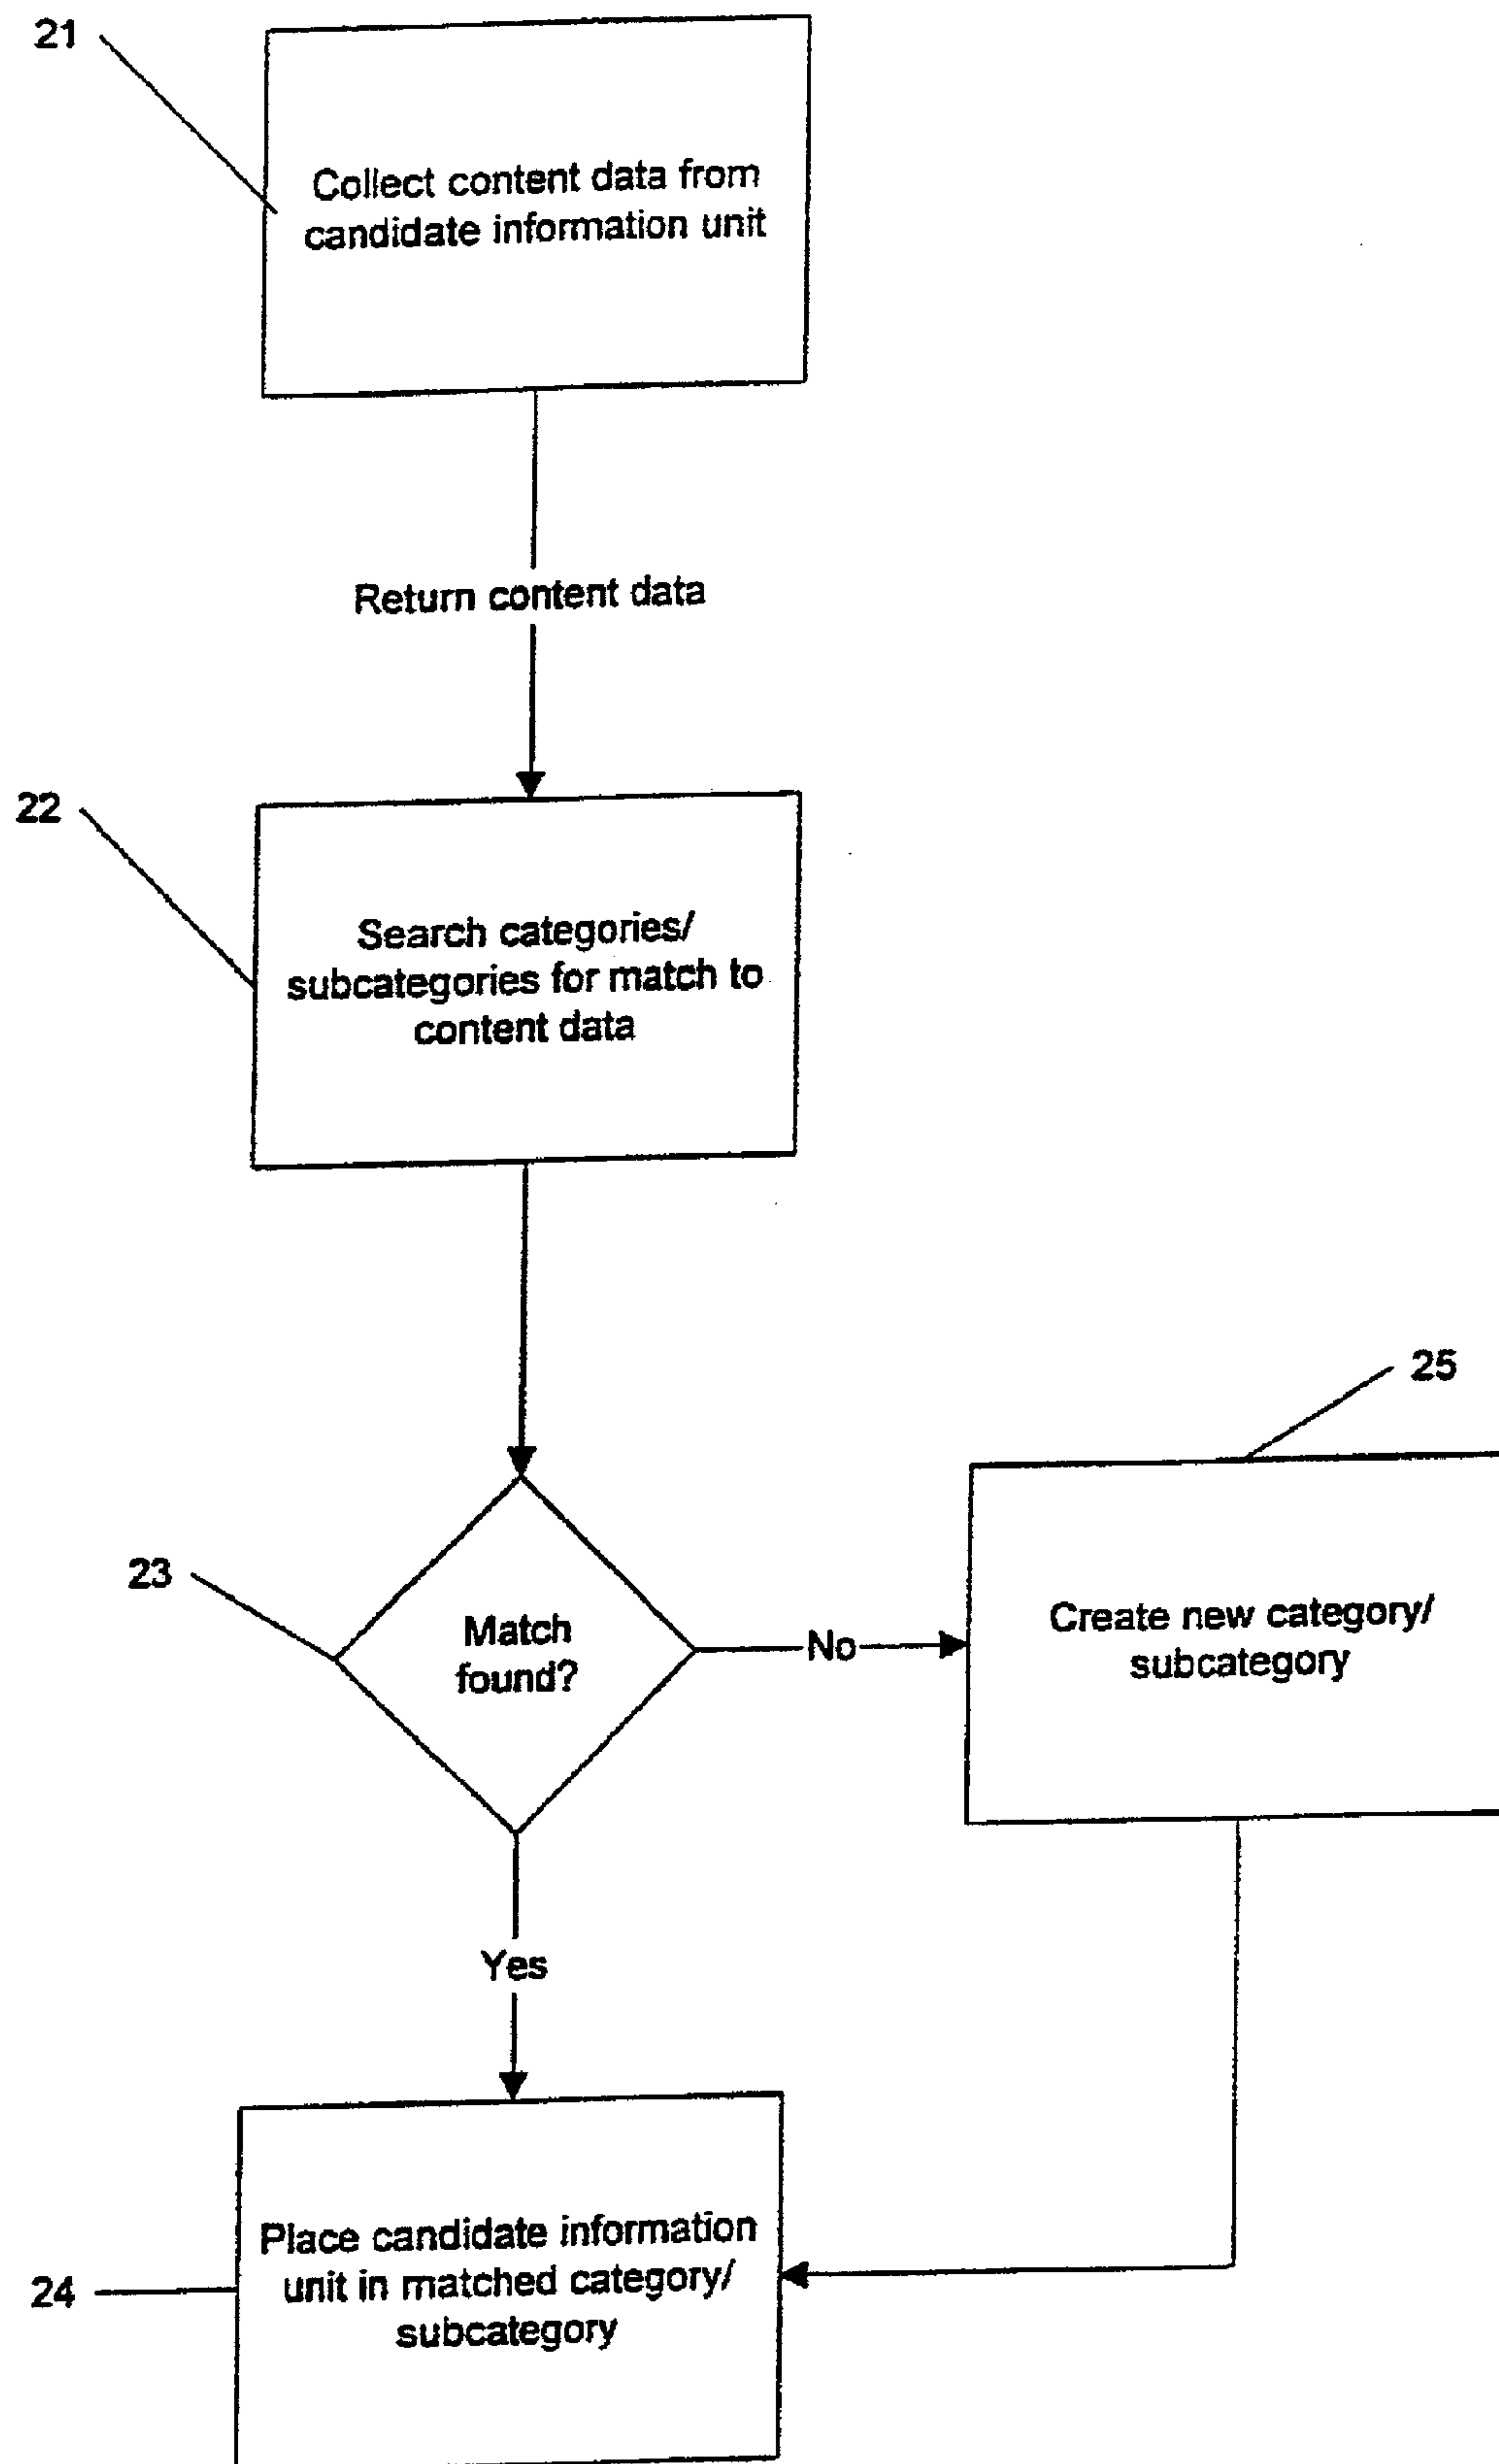 21
Collect content data from
candidate information unit
Return content data
22
Search categories/
subcategories for match to
content data
25
23
Match
found?
No
Create new category/
subcategory
Yes
24
Place candidate information
unit in matched category/
subcategory